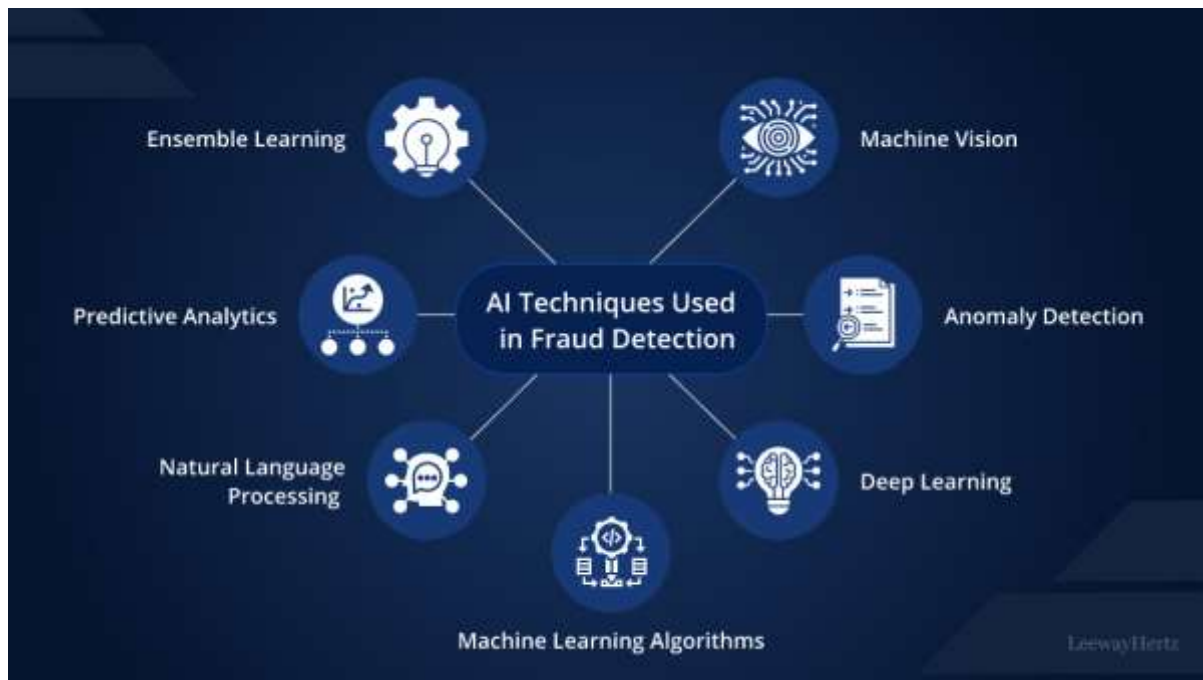 Ensemble Learning
Machine Vision
AI Techniques Used
in Fraud Detection
Predictive Analytics
Anomaly Detection
Natural Language
Processing
Deep Learning
Machine Learning Algorithms
LeewayHertz